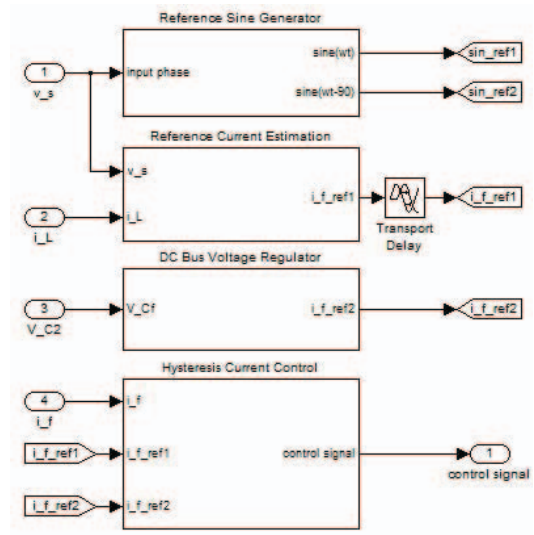 Reference Sine Generator
1
v_s
input phase
sine(wt)
sin_ref1
sine(wt-90)
sin_ref2
Reference Current Estimation
v_s
2
i_L
i_L
i_f_ref1
Transport
Delay
i_f_ref1
DC Bus Voltage Regulator
3
V_C2
V_Cf
i_f_ref2
i_f_ref2
Hysteresis Current Control
4
i_f
i_f
i_f_ref1
i_f_ref1
control signal
1
control signal
i_f_ref2
i_f_ref2